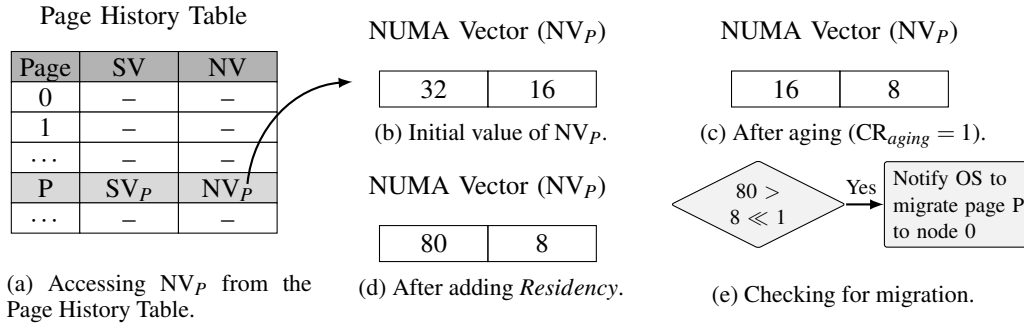 Page History Table
Page SV NV
0 – –
1 – –
⋯ – –
P SV_P NV_P
⋯ – –
(a) Accessing NV_P from the
Page History Table.
NUMA Vector (NV_P)
32 16
(b) Initial value of NV_P.
NUMA Vector (NV_P)
16 8
(c) After aging (CR_aging = 1).
NUMA Vector (NV_P)
80 8
(d) After adding Residency.
80 >
8 ≪ 1
Yes
Notify OS to
migrate page P
to node 0
(e) Checking for migration.